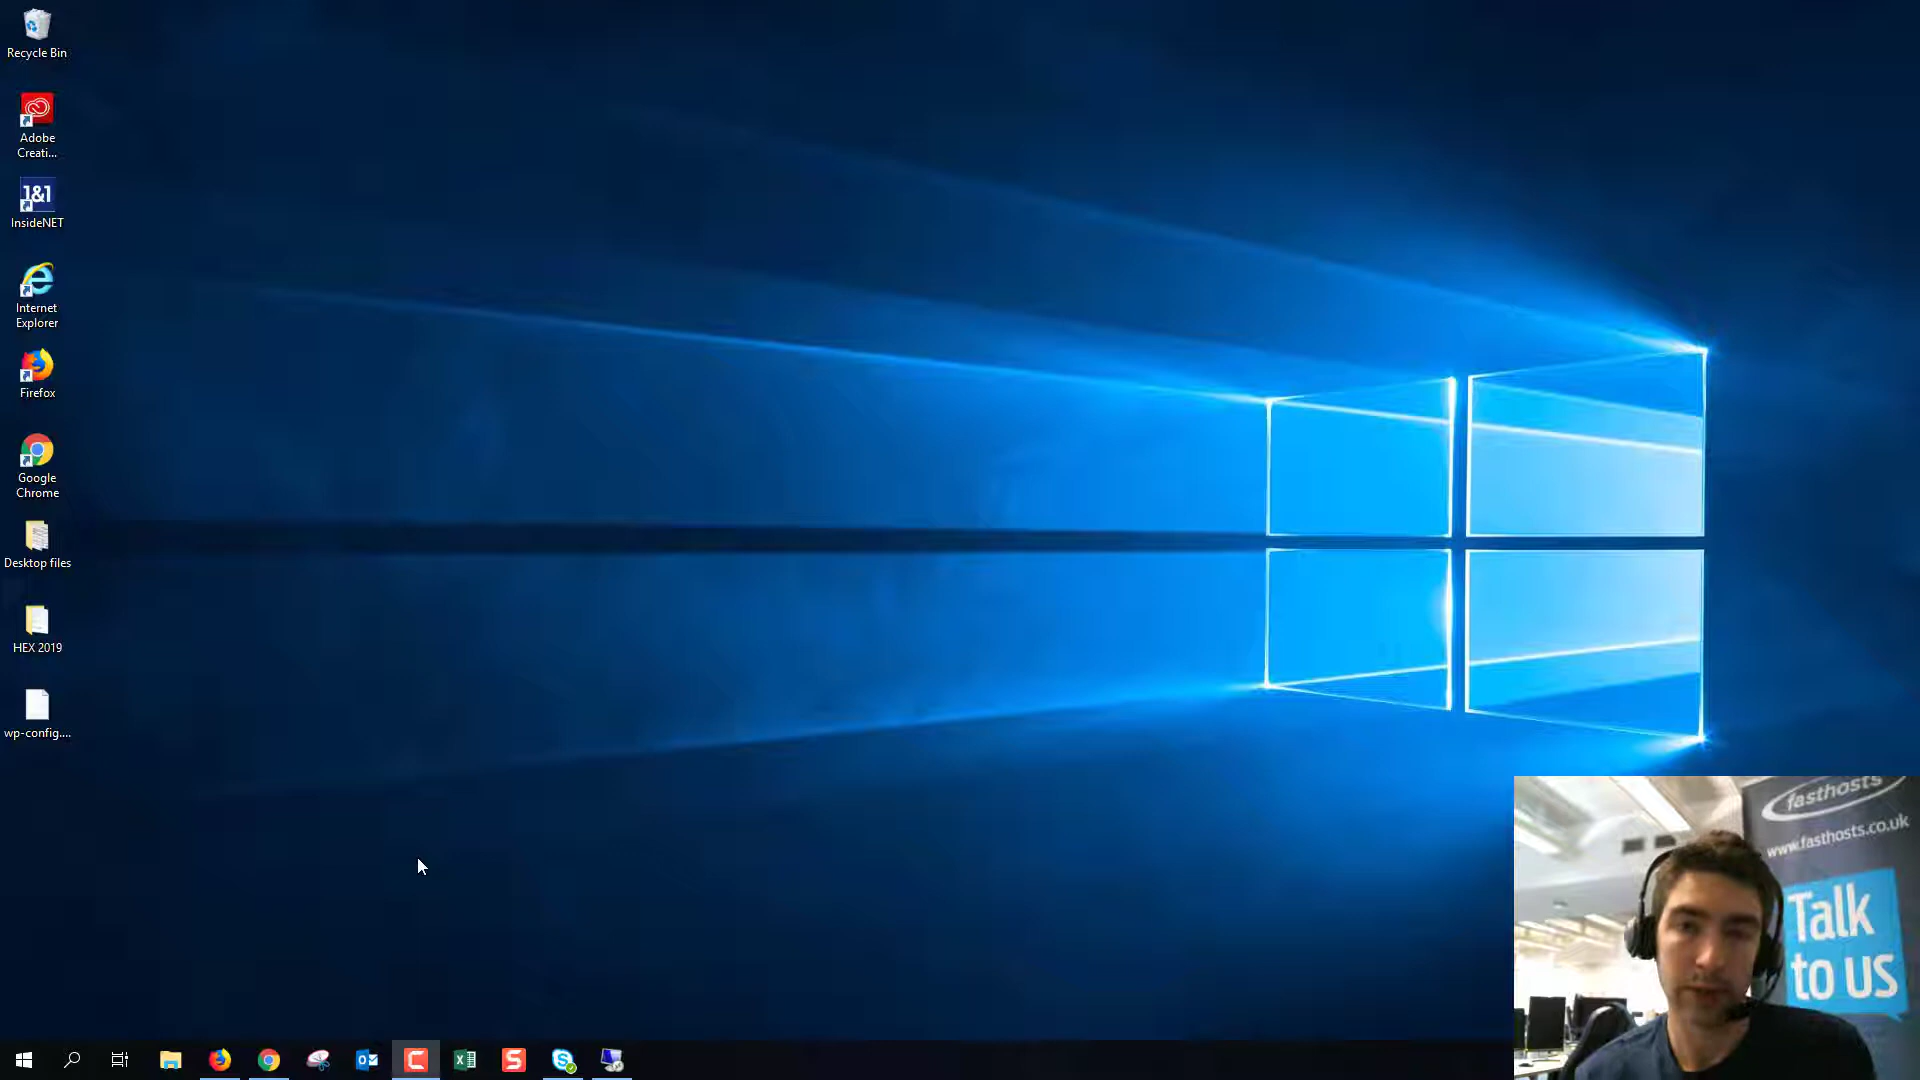 Recycle Bin
Adobe
Creati...
1&1
InsideNET
Internet
Explorer
Firefox
Google
Chrome
Desktop files
HEX 2019
wp-config....
fasthosts
www.fasthosts.co.uk
Talk
to us